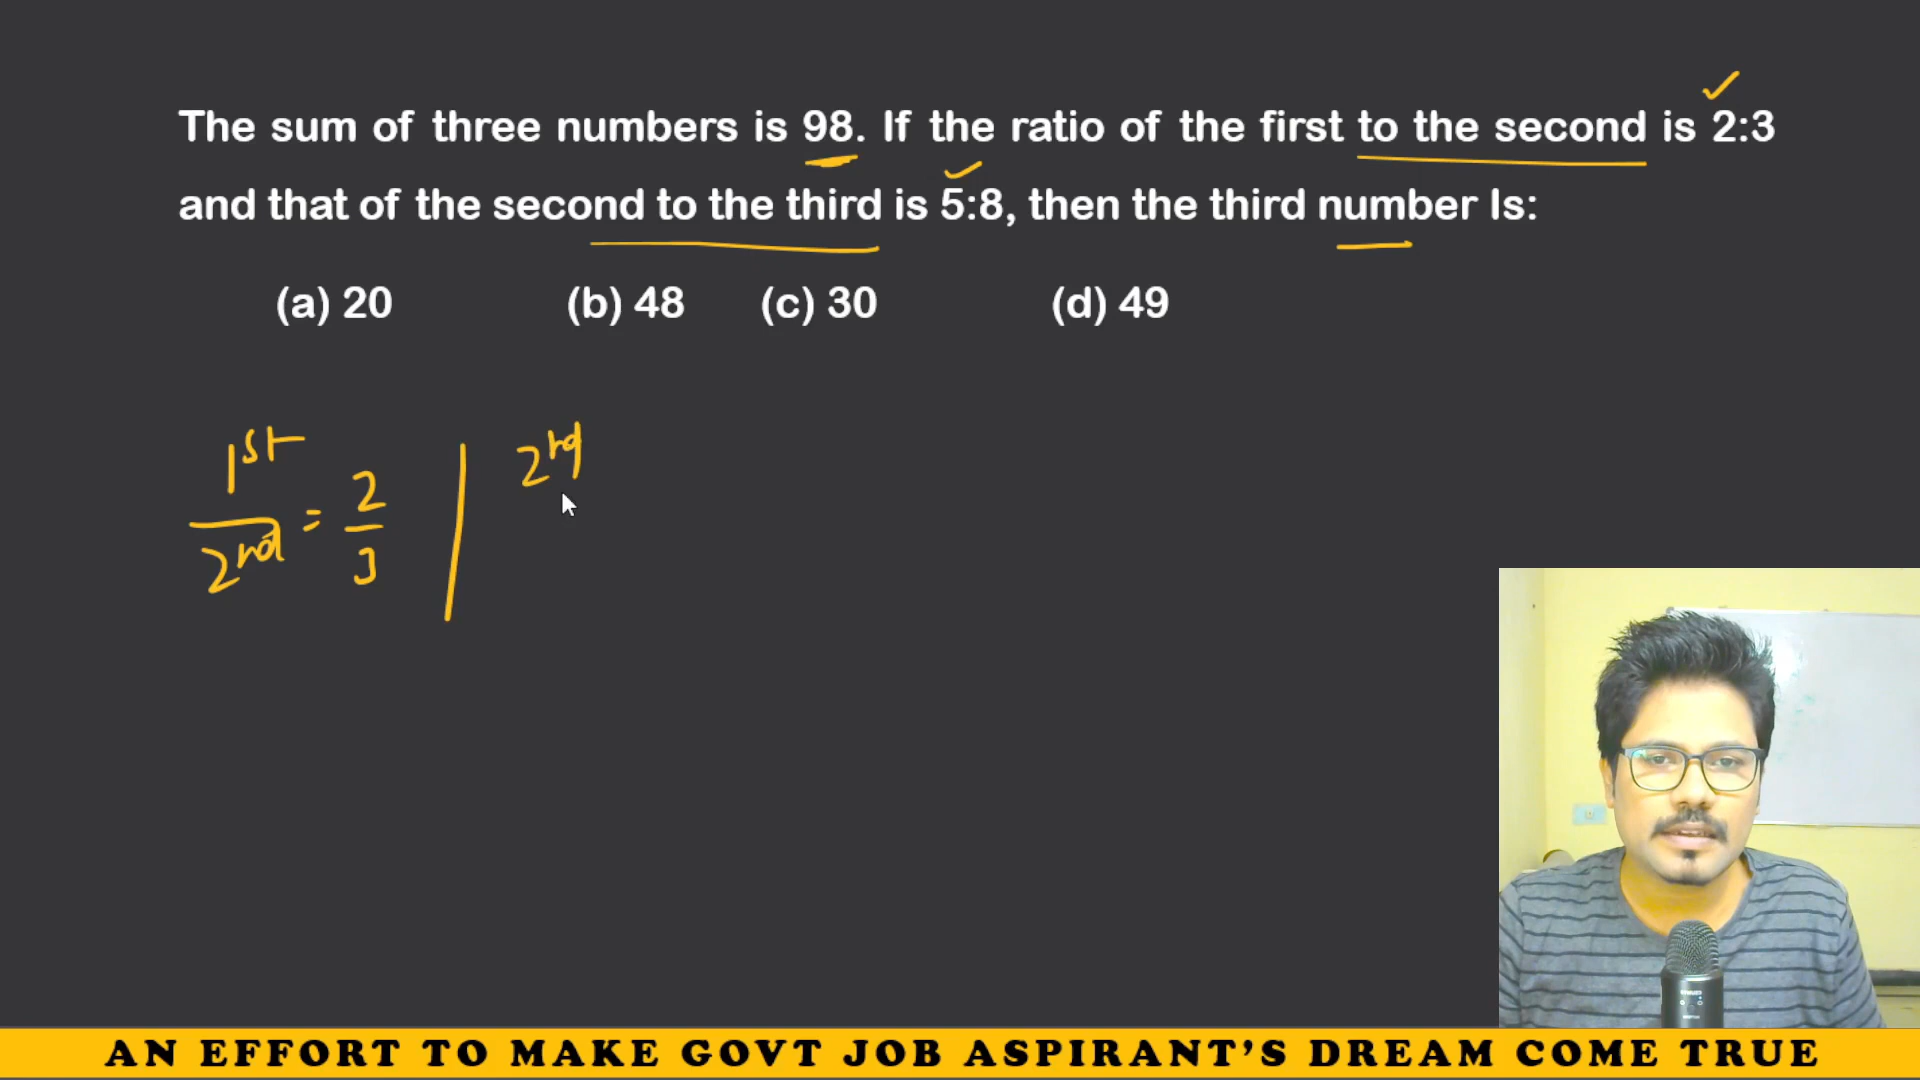 The sum of three numbers is 98. If the ratio of the first to the second is 2:3
and that of the second to the third is 5:8, then the third number Is:
(a) 20 (b) 48 (c) 30 (d) 49
1st
2nd = 2
3
2nd
AN EFFORT TO MAKE GOVT JOB ASPIRANT'S DREAM COME TRUE